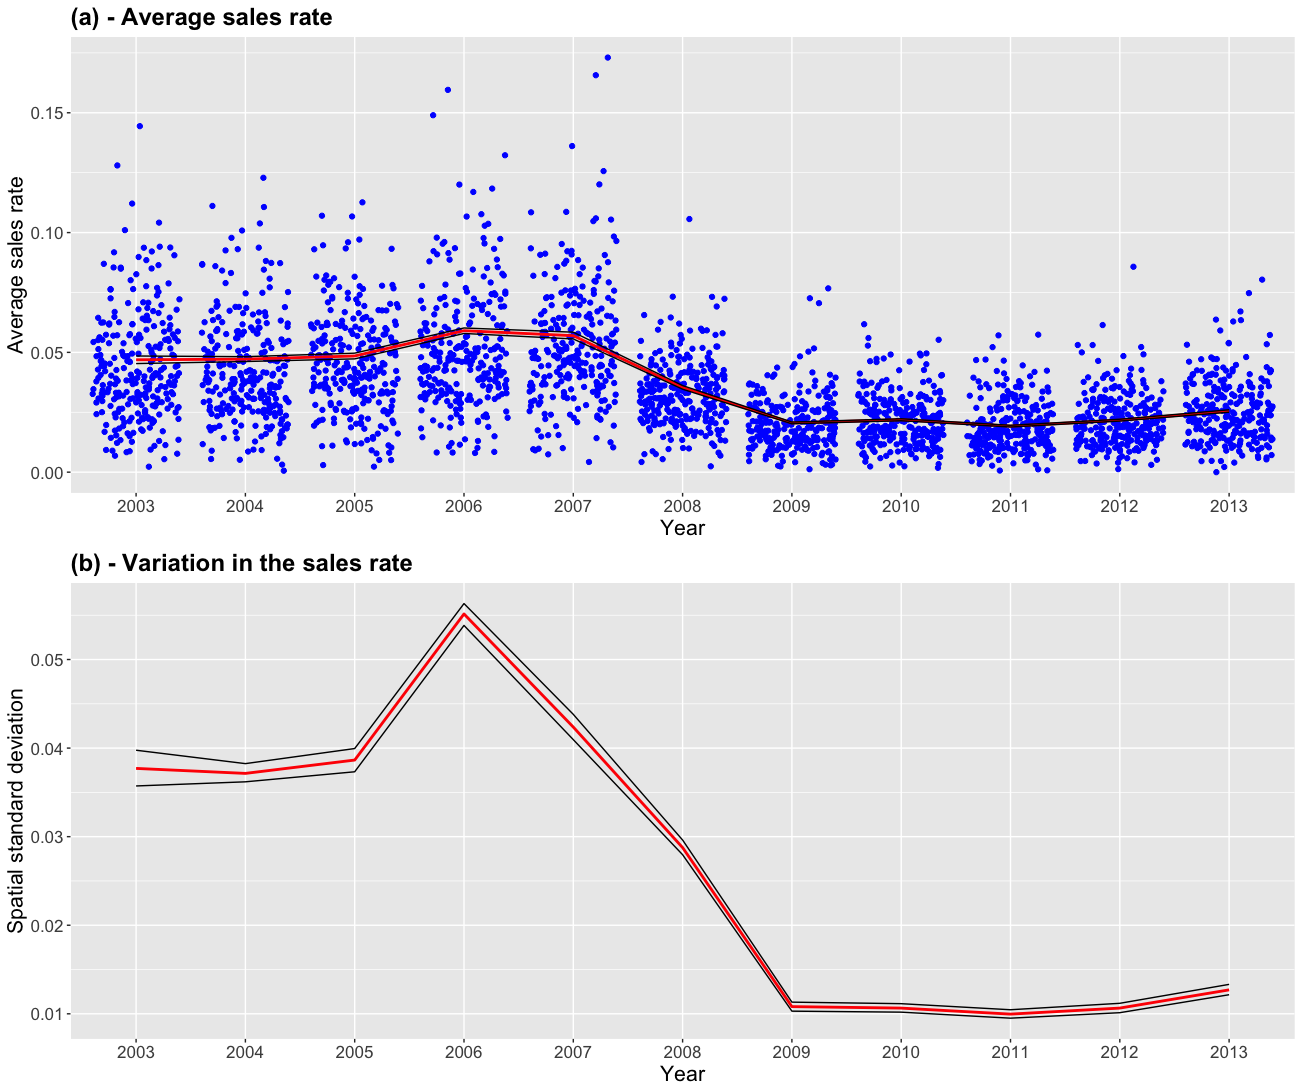 (a) - Average sales rate
Average sales rate
0.15
0.10
0.05
0.00
2003 2004 2005 2006 2007 2008 2009 2010 2011 2012 2013
Year
(b) - Variation in the sales rate
Spatial standard deviation
0.05
0.04
0.03
0.02
0.01
2003 2004 2005 2006 2007 2008 2009 2010 2011 2012 2013
Year